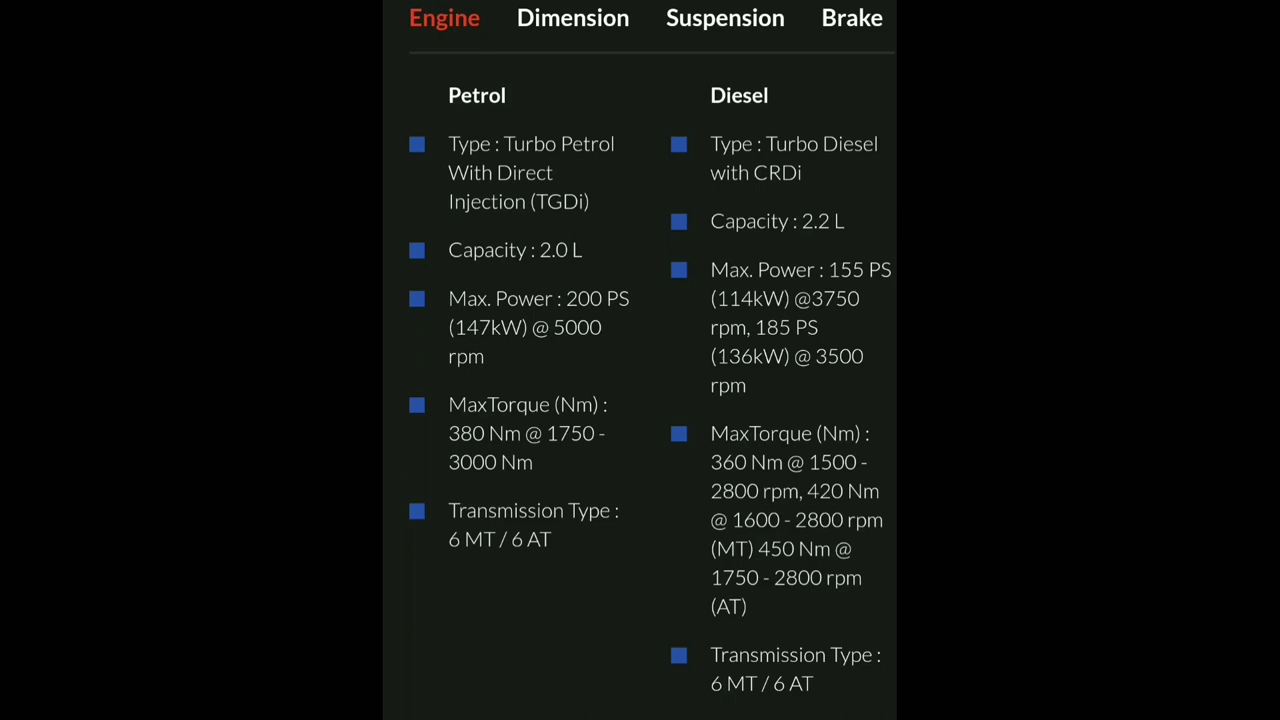 Engine Dimension Suspension Brake
Petrol
Type : Turbo Petrol
With Direct
Injection (TGDi)
Capacity : 2.0 L
Max. Power : 200 PS
(147kW) @ 5000
rpm
MaxTorque (Nm) :
380 Nm @ 1750 -
3000 Nm
Transmission Type :
6 MT / 6 AT
Diesel
Type : Turbo Diesel
with CRDi
Capacity : 2.2 L
Max. Power : 155 PS
(114kW) @3750
rpm, 185 PS
(136kW) @ 3500
rpm
MaxTorque (Nm) :
360 Nm @ 1500 -
2800 rpm, 420 Nm
@ 1600 - 2800 rpm
(MT) 450 Nm @
1750 - 2800 rpm
(AT)
Transmission Type :
6 MT / 6 AT